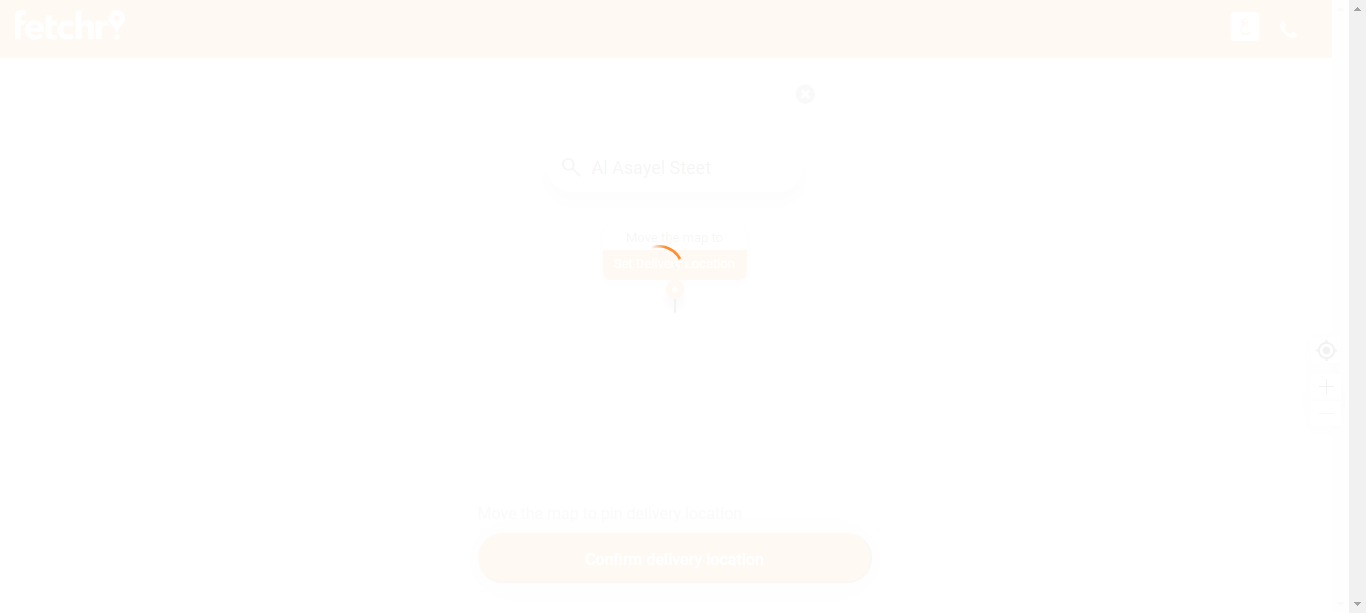 fetchr
Al Asayel Steet
Move the map to
Set Delivery Location
Move the map to pin delivery location
Confirm delivery location